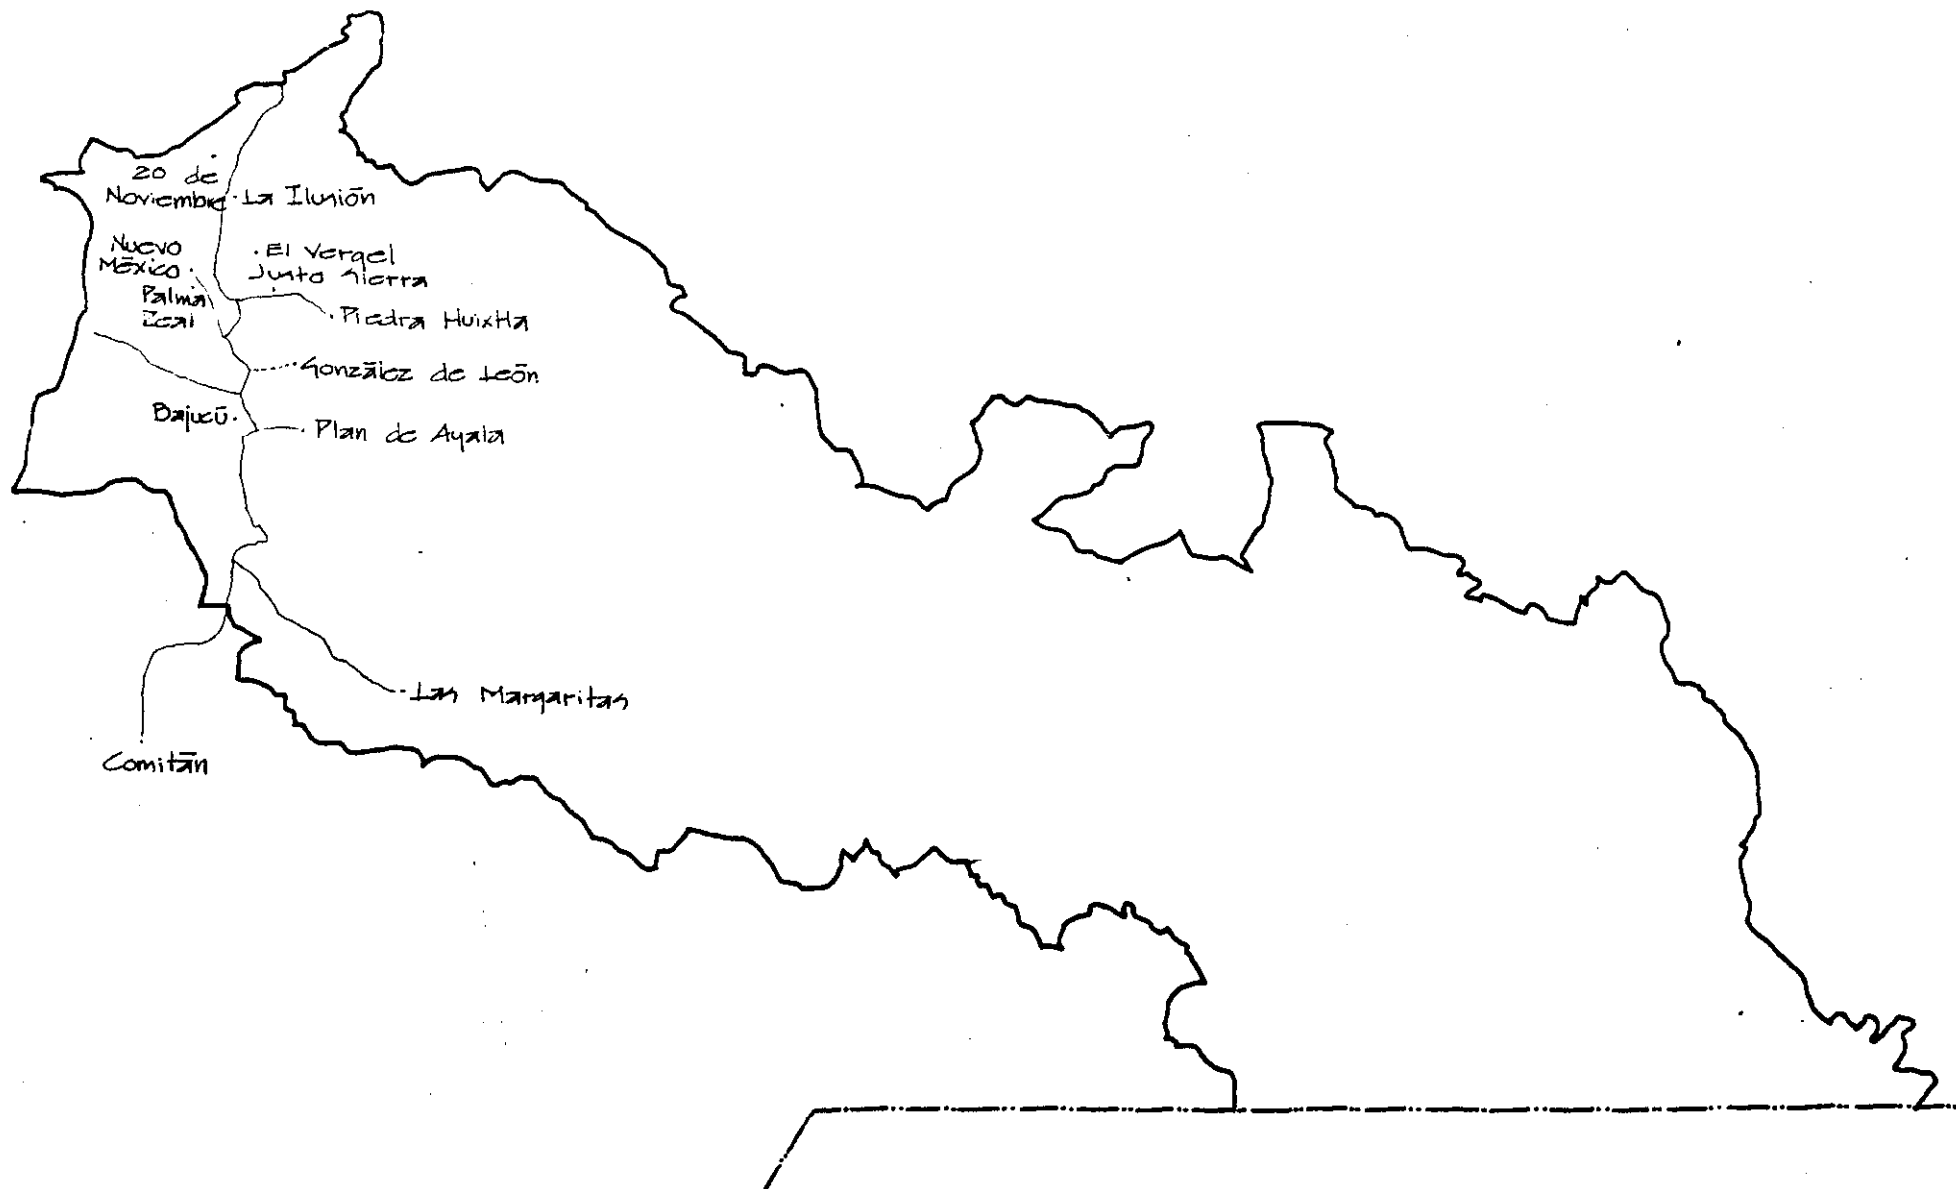 20 de
Noviembre
La Ilusión
Nuevo
México
El Vergel
Justo Sierra
Palma
Real
Piedra Huixtla
González de León
Bajucū
Plan de Ayala
Las Margaritas
Comitán